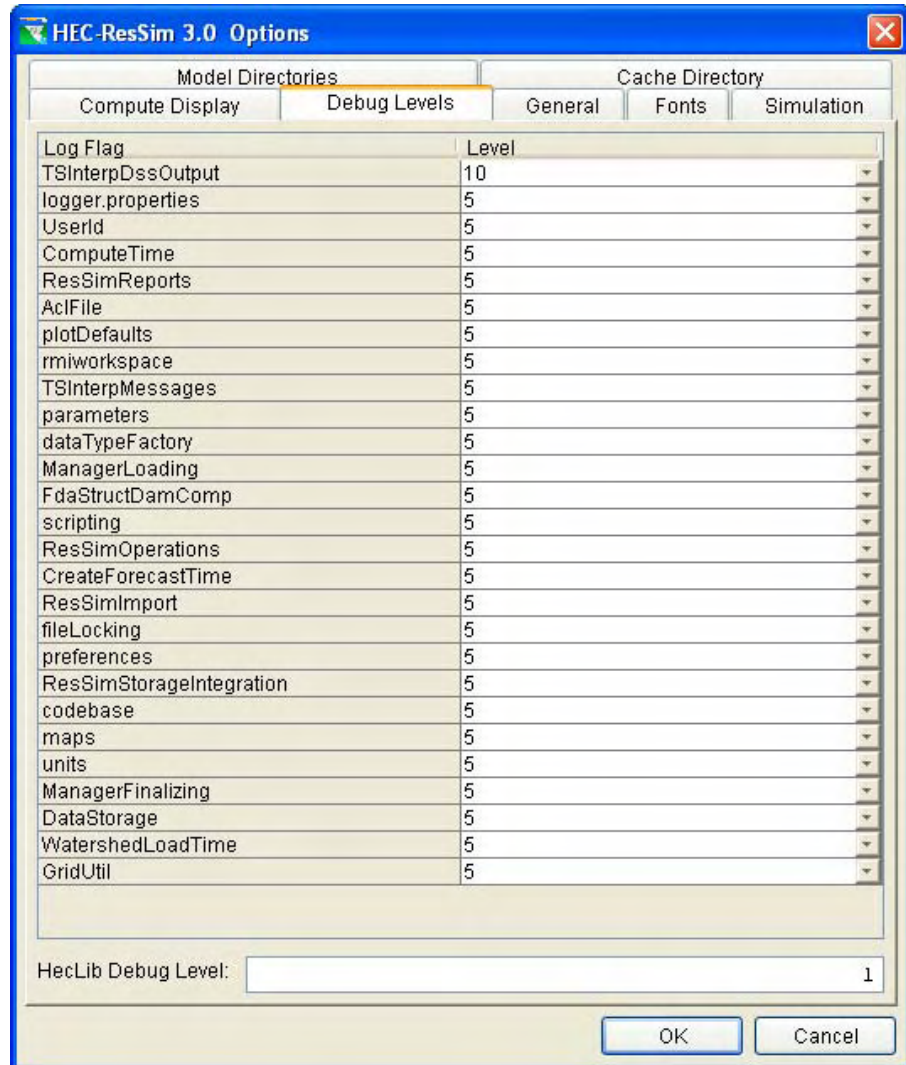 HEC-ResSim 3.0 Options
Model Directories Cache Directory
Compute Display Debug Levels General Fonts Simulation
Log Flag Level
TSInterpDssOutput 10
logger.properties 5
UserId 5
ComputeTime 5
ResSimReports 5
AclFile 5
plotDefaults 5
rmiworkspace 5
TSInterpMessages 5
parameters 5
dataTypeFactory 5
ManagerLoading 5
FdaStructDamComp 5
scripting 5
ResSimOperations 5
CreateForecastTime 5
ResSimImport 5
fileLocking 5
preferences 5
ResSimStorageIntegration 5
codebase 5
maps 5
units 5
ManagerFinalizing 5
DataStorage 5
WatershedLoadTime 5
GridUtil 5
HecLib Debug Level: 1
OK Cancel